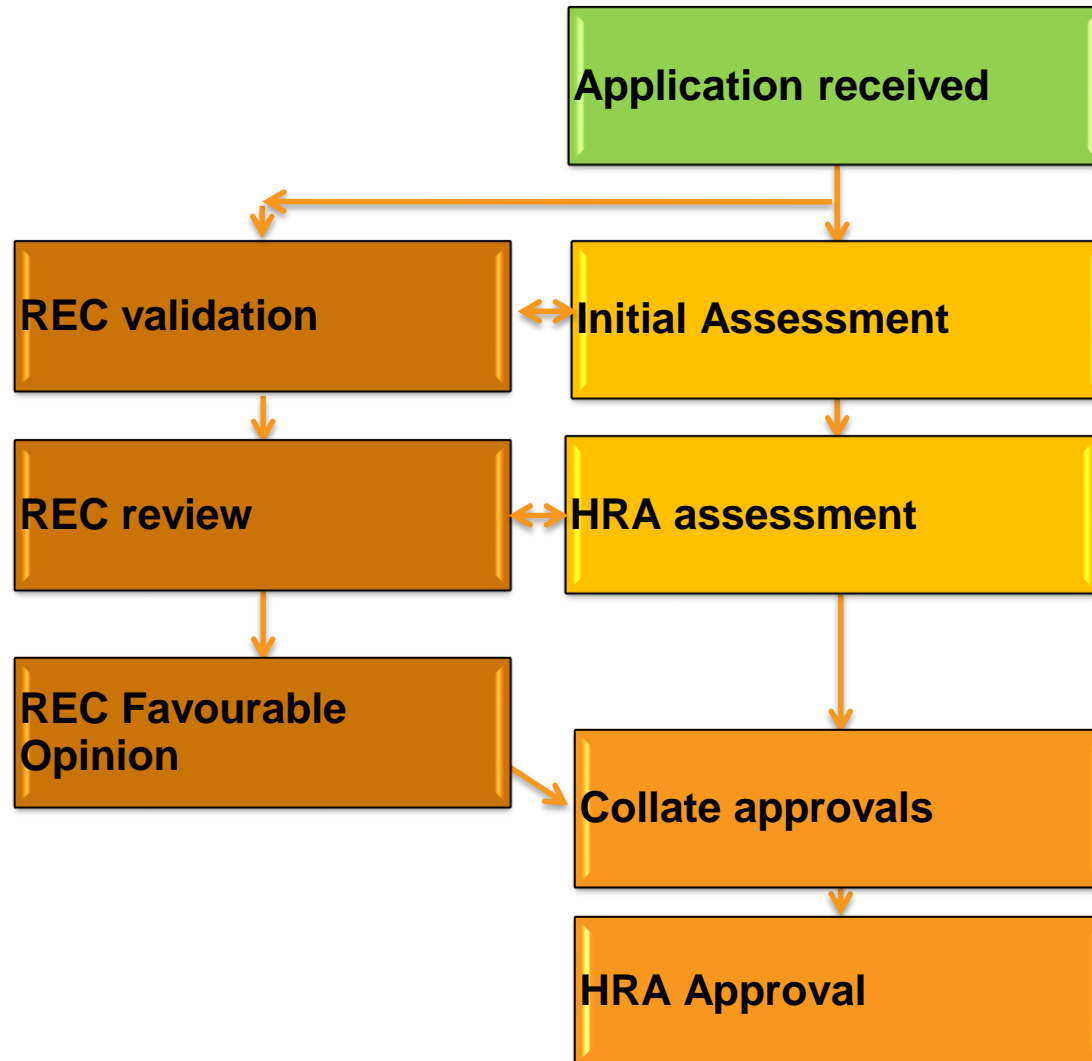 Application received
REC validation
Initial Assessment
REC review
HRA assessment
REC Favourable
Opinion
Collate approvals
HRA Approval